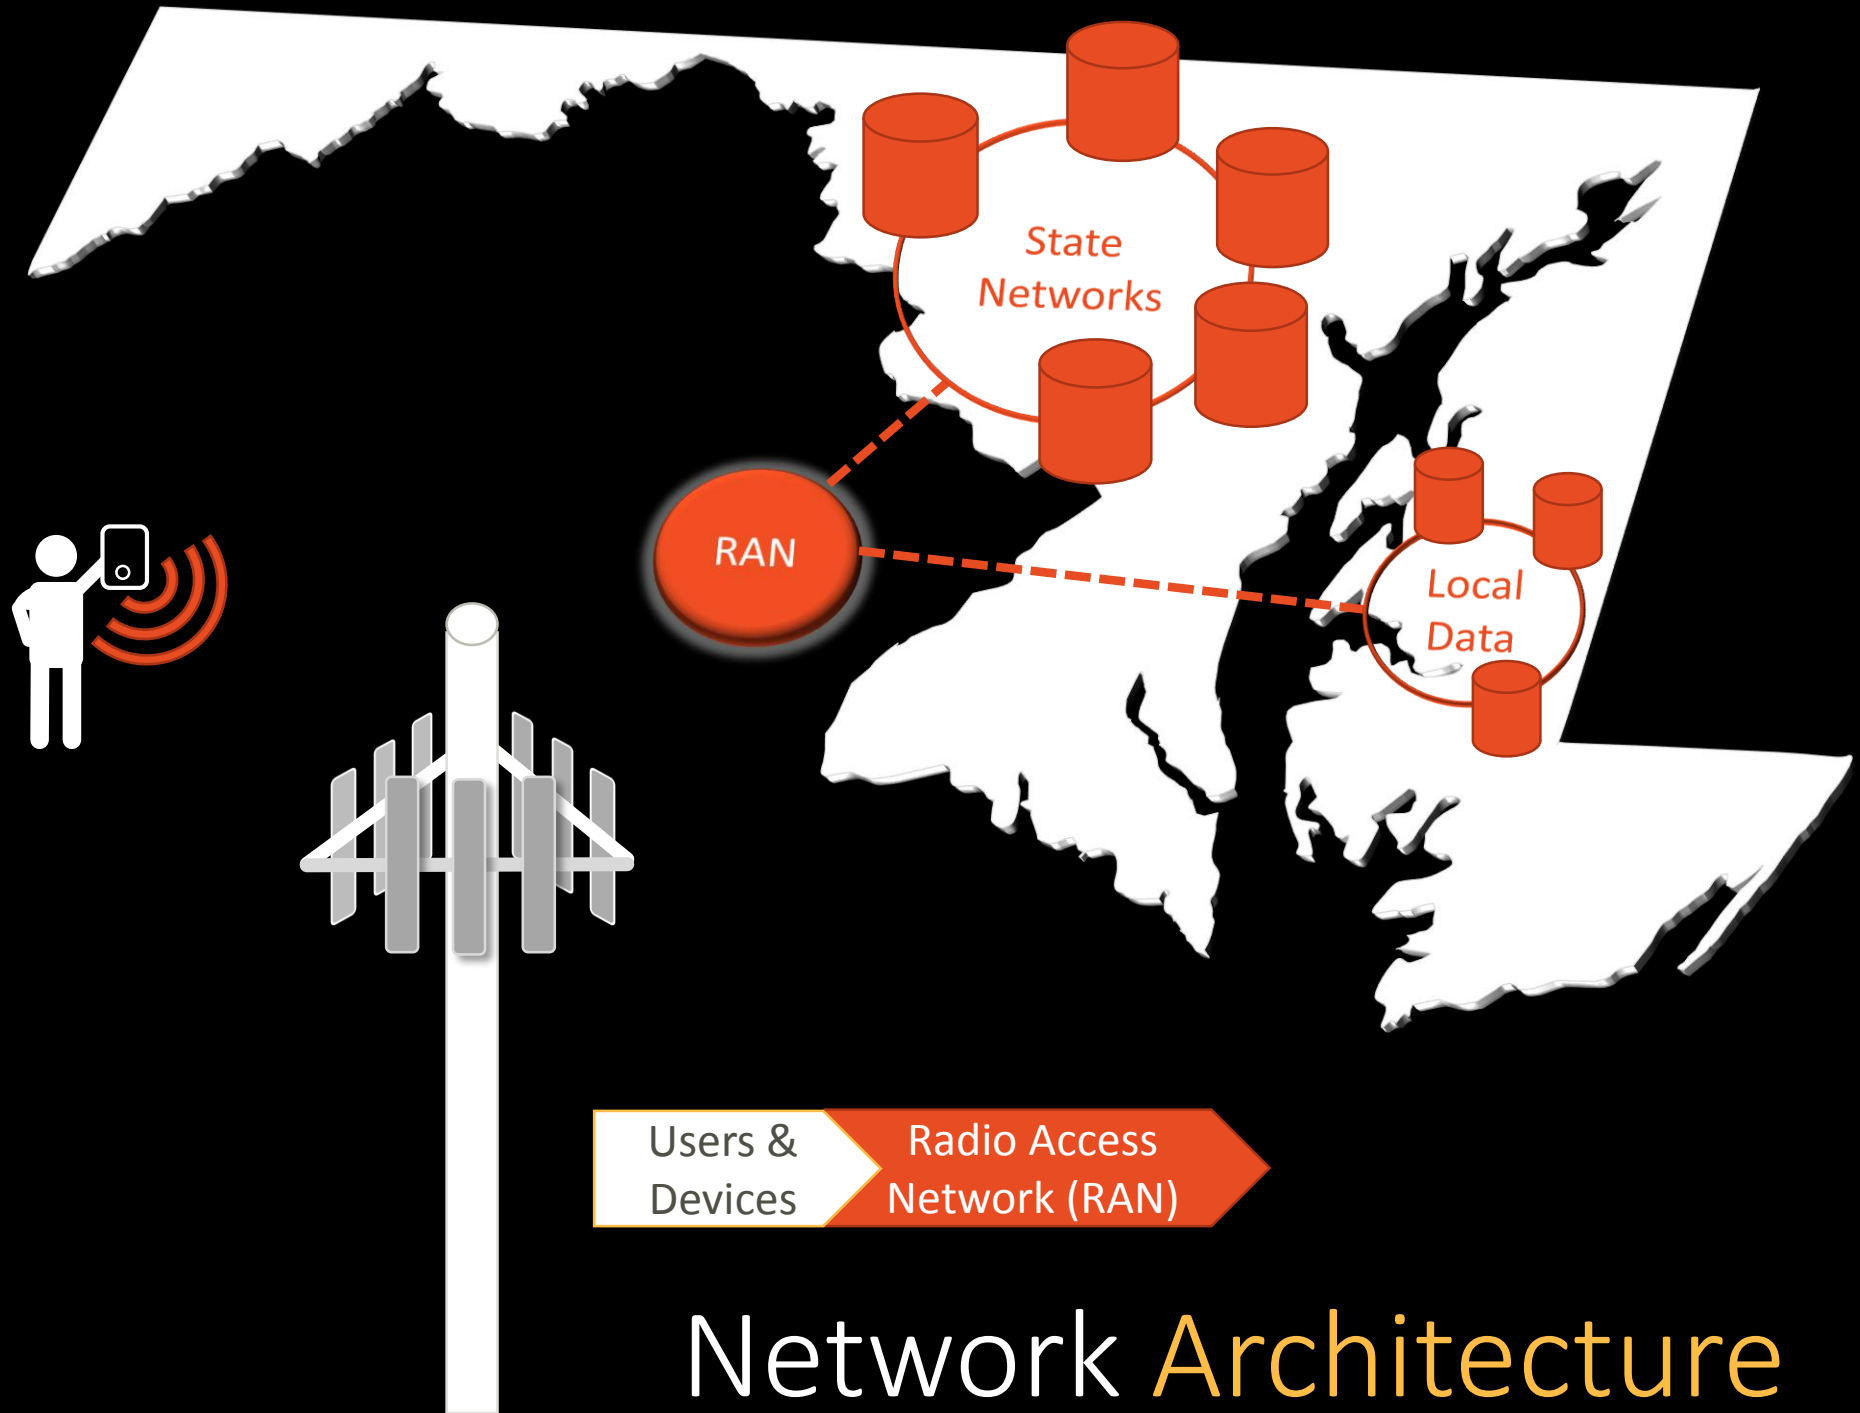 State
Networks
RAN
Local
Data
Users &
Devices
Radio Access
Network (RAN)
Network Architecture